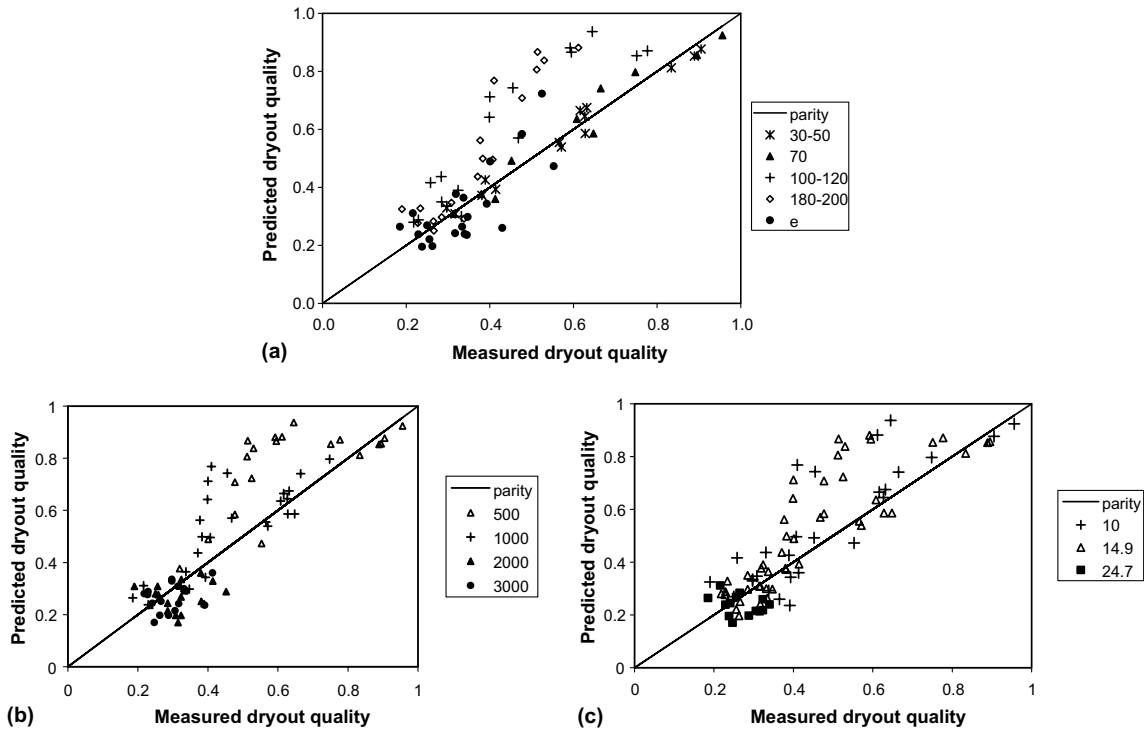 1.0
0.8
0.6
0.4
0.2
0.0
Predicted dryout quality
0.0 0.2 0.4 0.6 0.8 1.0
Measured dryout quality
parity
30-50
70
100-120
180-200
e
(a)
1
0.8
0.6
0.4
0.2
0
Predicted dryout quality
0 0.2 0.4 0.6 0.8 1
Measured dryout quality
parity
500
1000
2000
3000
(b)
1
0.8
0.6
0.4
0.2
0
Predicted dryout quality
0 0.2 0.4 0.6 0.8 1
Measured dryout quality
parity
10
14.9
24.7
(c)